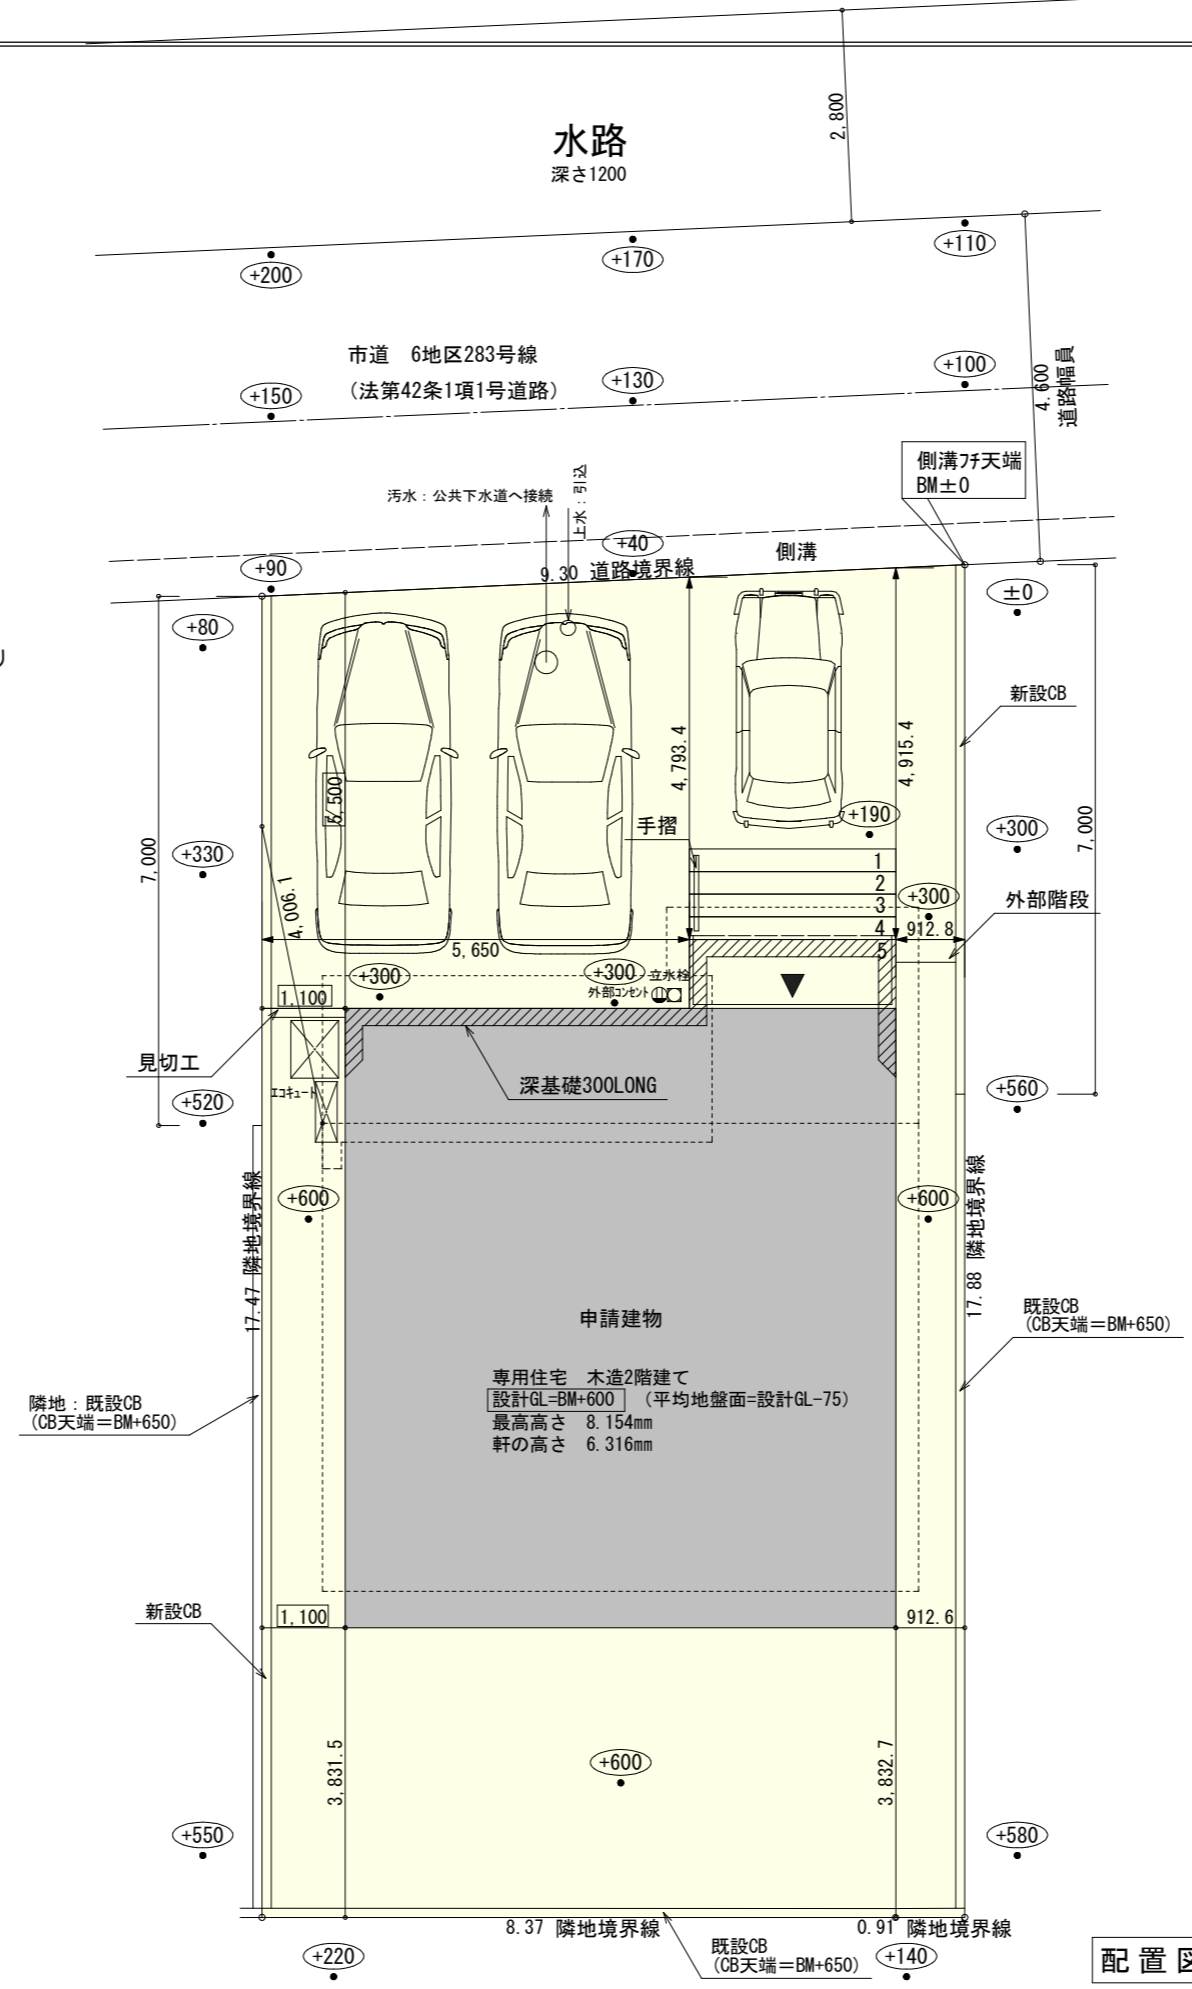 2,800
水路
深さ1200
+200
+170
+110
市道　6地区283号線
（法第42条1項1号道路）
+150
+130
+100
4.600
道路幅員
側溝フチ天端
BM±0
汚水：公共下水道へ接続
上水：引込
+40
側溝
+90
9.30 道路境界線
±0
+80
り
新設CB
5,500
4,793.4
4,915.4
+190
手摺
7,000
+330
+300
7,000
4,006.1
1
2
3
4
5
+300
912.8
外部階段
5,650
+300
+300
立水栓
外部コンセント
1,100
見切工
エコキュート
深基礎300LONG
+520
+560
+600
+600
17.47 隣地境界線
17.88 隣地境界線
申請建物
専用住宅　木造2階建て
設計GL=BM+600　（平均地盤面=設計GL-75）
最高高さ　8.154mm
軒の高さ　6.316mm
既設CB
（CB天端＝BM+650）
隣地：既設CB
（CB天端＝BM+650）
新設CB
1,100
912.6
3,831.5
3,832.7
+600
+550
+580
8.37 隣地境界線
0.91 隣地境界線
+220
既設CB
（CB天端＝BM+650）
+140
配置図